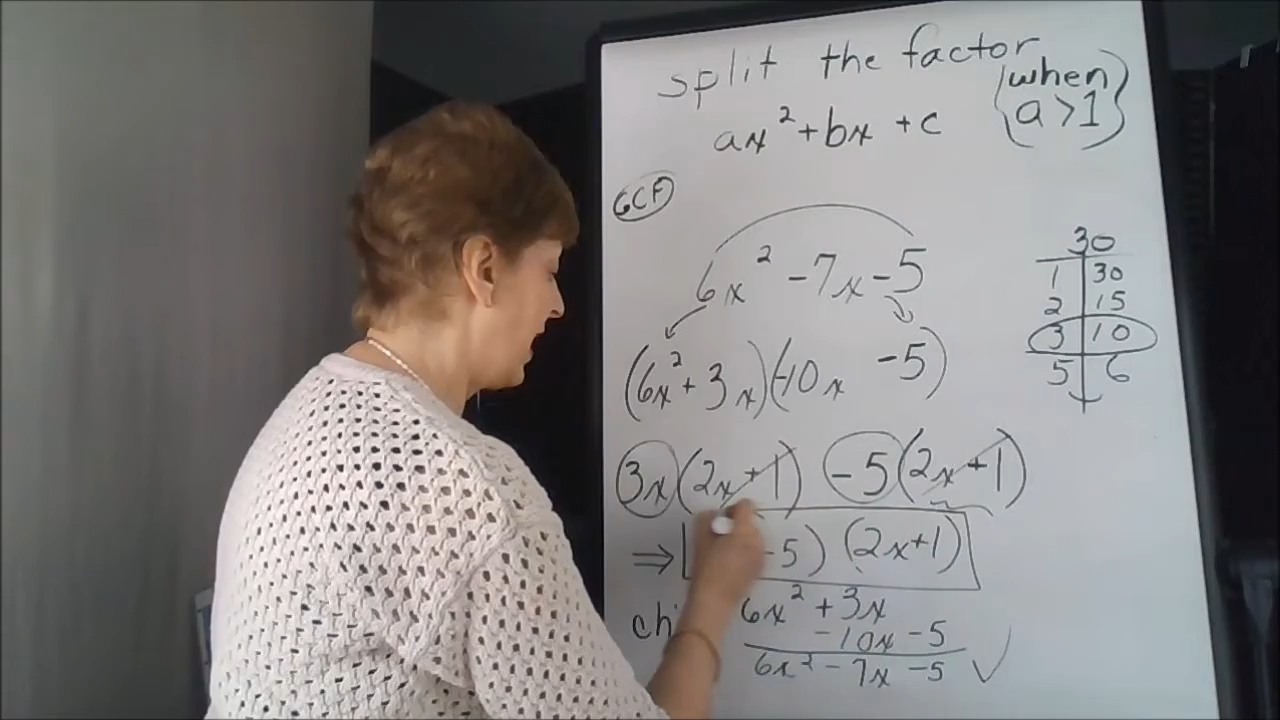 split the factor
{when a>1}
ax² + bx + c
GCF
6x² - 7x - 5
(6x² + 3x)(-10x -5)
3x(2x+1) -5(2x+1)
⇒ -5) (2x+1)
6x² + 3x
-10x -5
6x² - 7x -5 ✓
30
1 30
2 15
3 10
5 6